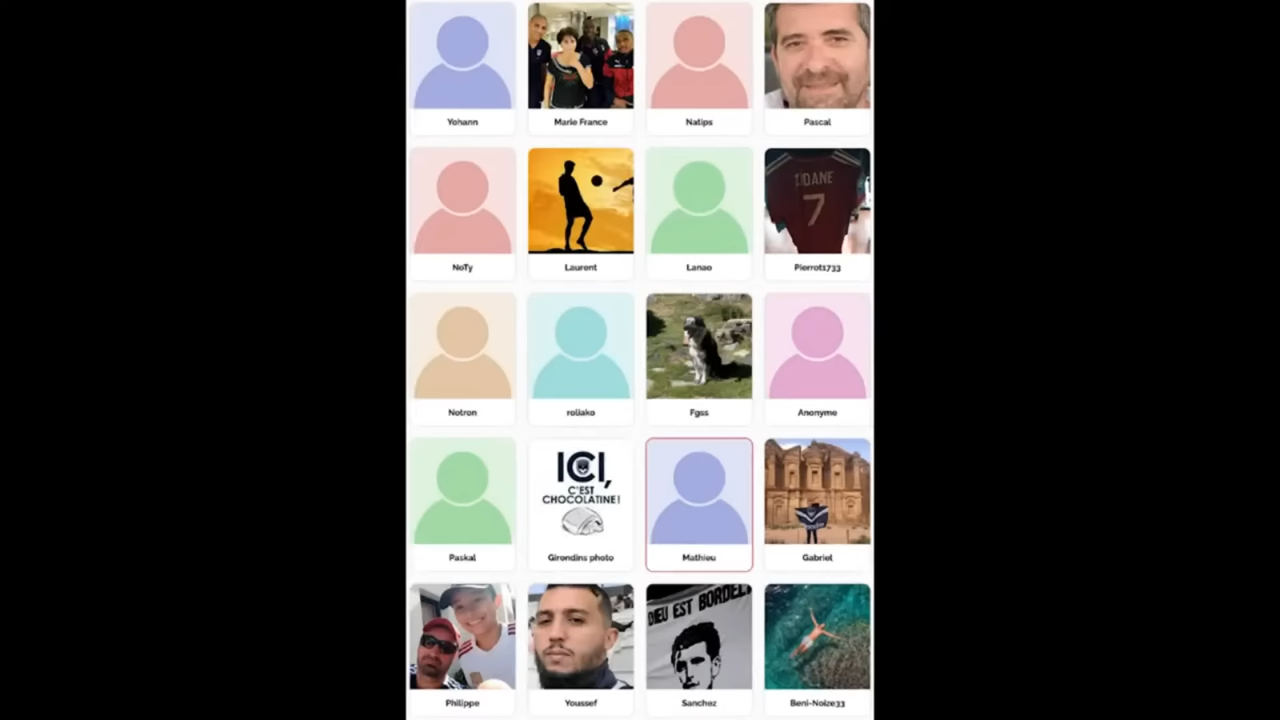 Yohann
Marie France
Natips
Pascal
ZIDANE
7
NoTy
Laurent
Lanao
Pierrot1733
Notron
roliako
Fgss
Anonyme
ICI,
C'EST
CHOCOLATINE!
Paskal
Girondins photo
Mathieu
Gabriel
DIEU EST BORDEL
Philippe
Youssef
Sanchez
Beni-Noize33